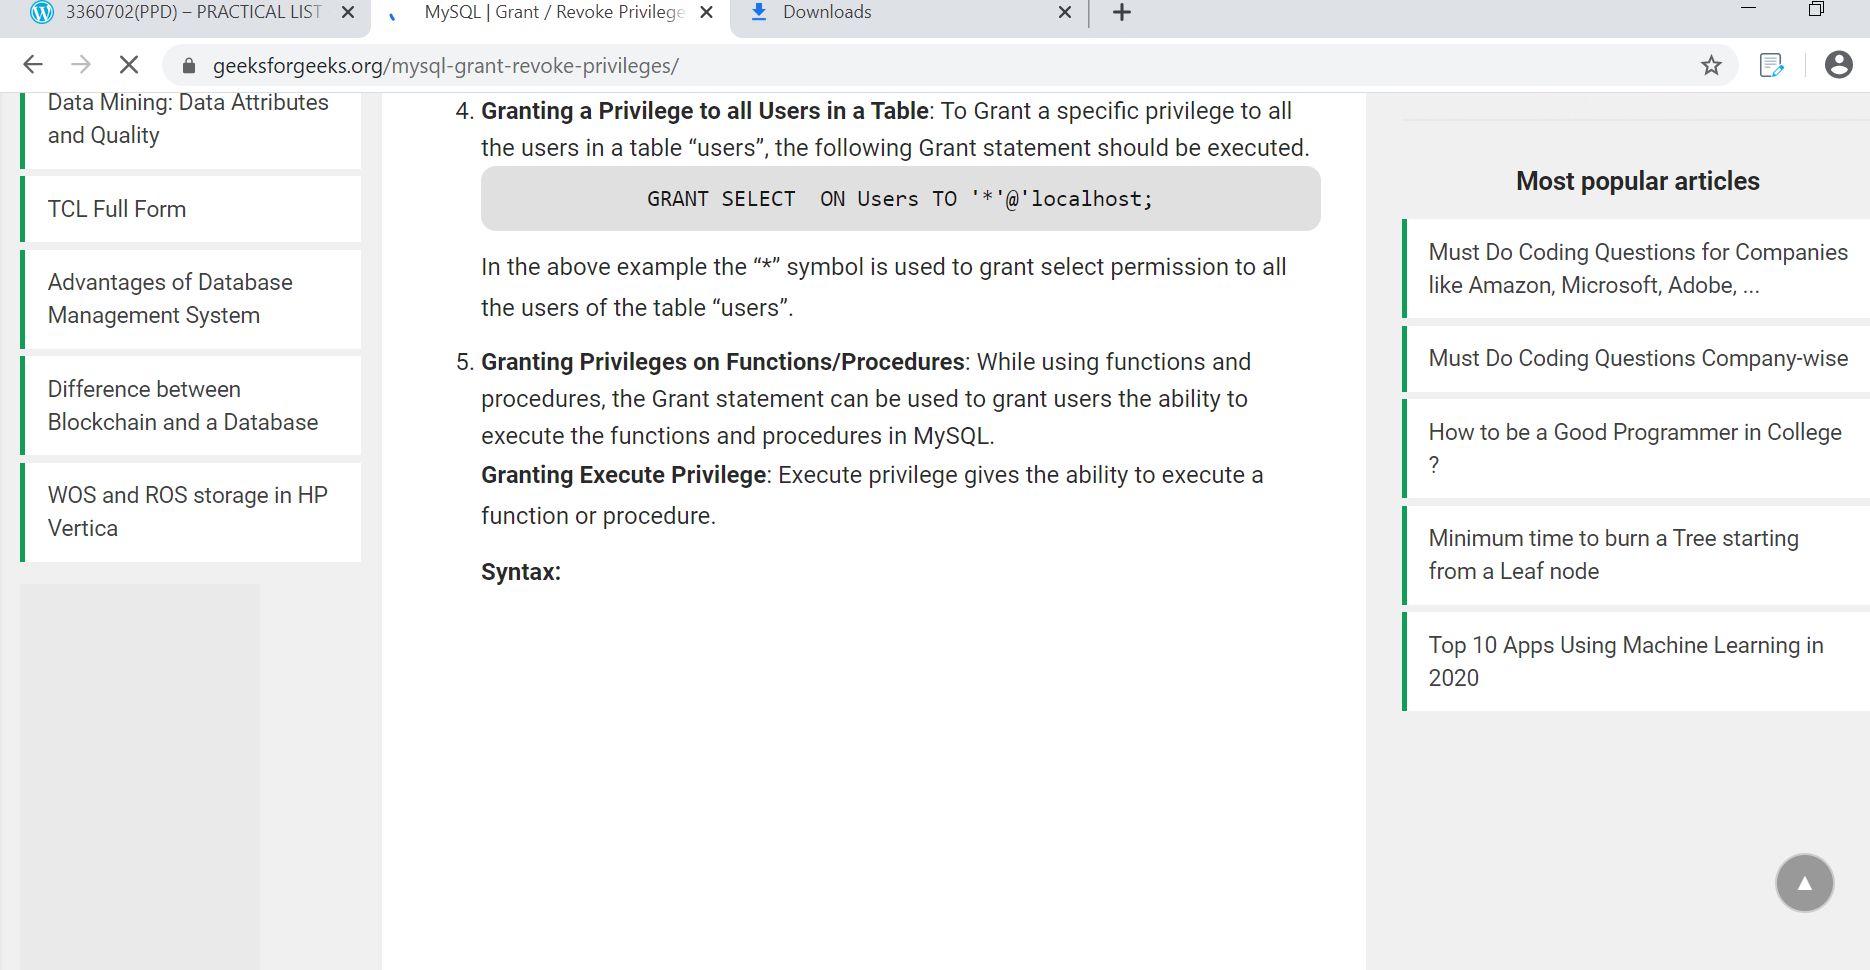 3360702(PPD) – PRACTICAL LIST
MySQL | Grant / Revoke Privilege
Downloads
geeksforgeeks.org/mysql-grant-revoke-privileges/
Data Mining: Data Attributes
and Quality
TCL Full Form
Advantages of Database
Management System
Difference between
Blockchain and a Database
WOS and ROS storage in HP
Vertica
4. Granting a Privilege to all Users in a Table: To Grant a specific privilege to all
the users in a table “users”, the following Grant statement should be executed.
GRANT SELECT  ON Users TO '*'@'localhost;
In the above example the “*” symbol is used to grant select permission to all
the users of the table “users”.
5. Granting Privileges on Functions/Procedures: While using functions and
procedures, the Grant statement can be used to grant users the ability to
execute the functions and procedures in MySQL.
Granting Execute Privilege: Execute privilege gives the ability to execute a
function or procedure.
Syntax:
Most popular articles
Must Do Coding Questions for Companies
like Amazon, Microsoft, Adobe, ...
Must Do Coding Questions Company-wise
How to be a Good Programmer in College
?
Minimum time to burn a Tree starting
from a Leaf node
Top 10 Apps Using Machine Learning in
2020